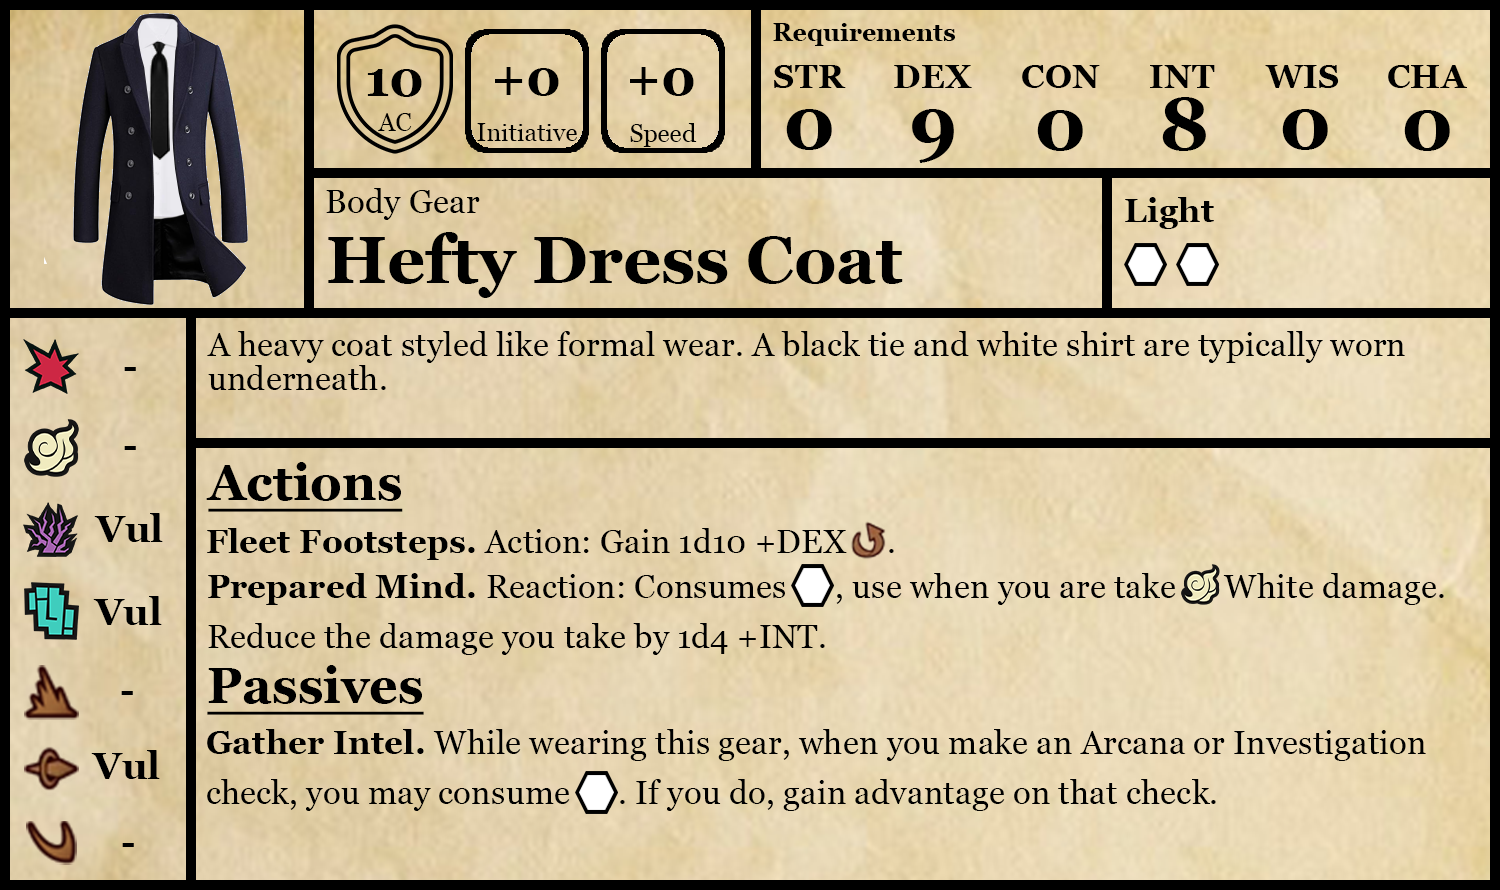 10
AC
+0
Initiative
+0
Speed
Requirements
STR DEX CON INT WIS CHA
0 9 0 8 0 0
Body Gear
Hefty Dress Coat
Light
-
-
Vul
Vul
-
Vul
-
A heavy coat styled like formal wear. A black tie and white shirt are typically worn
underneath.
Actions
Fleet Footsteps. Action: Gain 1d10 +DEX .
Prepared Mind. Reaction: Consumes , use when you are take White damage.
Reduce the damage you take by 1d4 +INT.
Passives
Gather Intel. While wearing this gear, when you make an Arcana or Investigation
check, you may consume . If you do, gain advantage on that check.